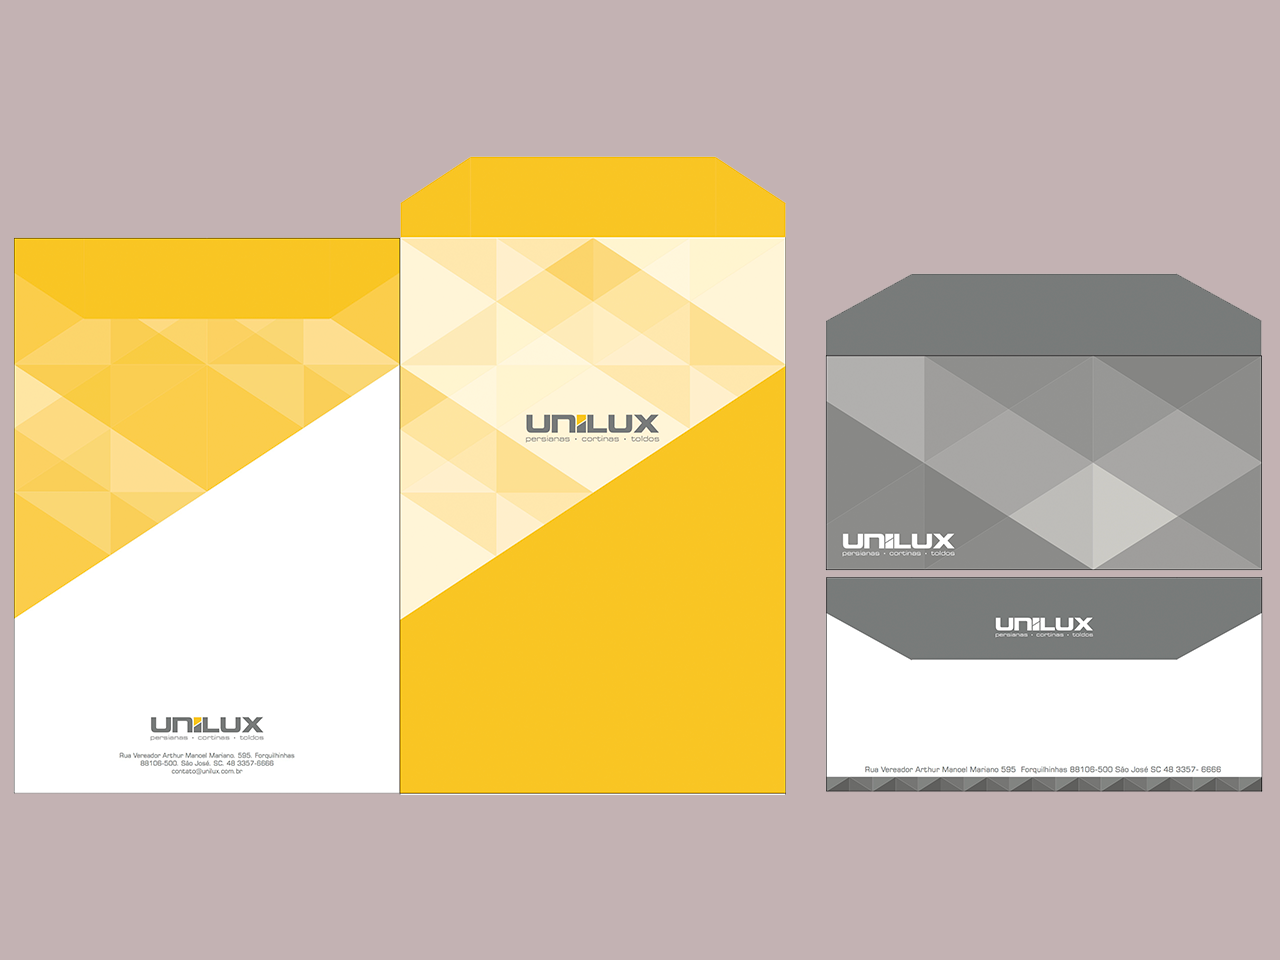 UNILUX
persianas • cortinas • toldos
Rua Vereador Arthur Manoel Mariano. 595. Forquilhinhas
88106-500. São José. SC. 48 3357-6666
contato@unilux.com.br
UNILUX
persianas • cortinas • toldos
UNILUX
persianas • cortinas • toldos
UNILUX
persianas • cortinas • toldos
Rua Vereador Arthur Manoel Mariano 595 Forquilhinhas 88106-500 São José SC 48 3357- 6666